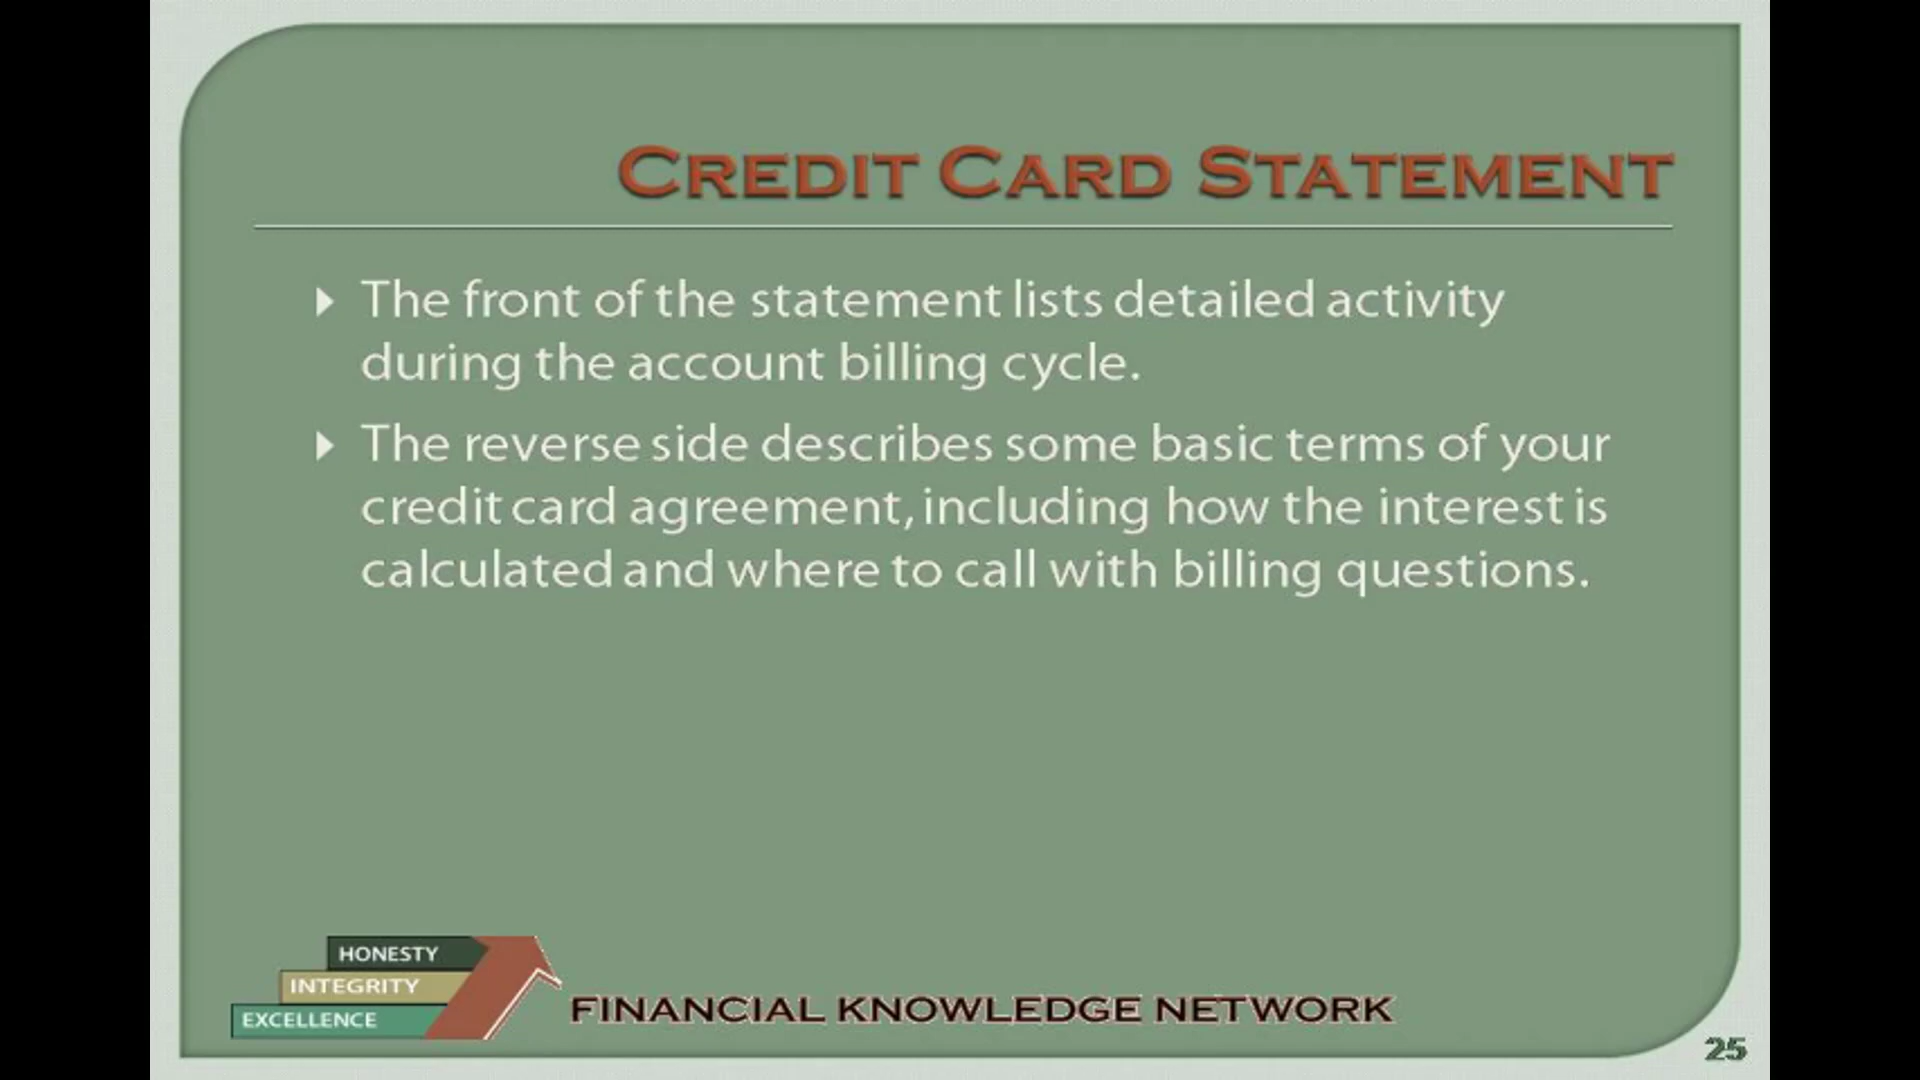 CREDIT CARD STATEMENT
The front of the statement lists detailed activity
during the account billing cycle.
The reverse side describes some basic terms of your
credit card agreement, including how the interest is
calculated and where to call with billing questions.
HONESTY
INTEGRITY
EXCELLENCE
FINANCIAL KNOWLEDGE NETWORK
25